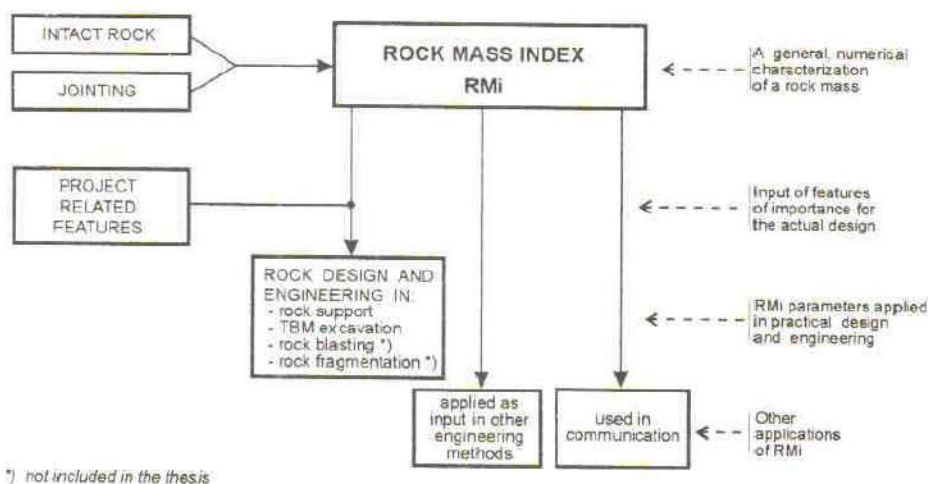 INTACT ROCK
JOINTING
ROCK MASS INDEX
RMi
A general, numerical
characterization
of a rock mass
PROJECT
RELATED
FEATURES
Input of features
of importance for
the actual design
ROCK DESIGN AND
ENGINEERING IN:
- rock support
- TBM excavation
- rock blasting *)
- rock fragmentation *)
RMi parameters applied
in practical design
and engineering
applied as
input in other
engineering
methods
used in
communication
Other
applications
of RMi
*) not included in the thesis